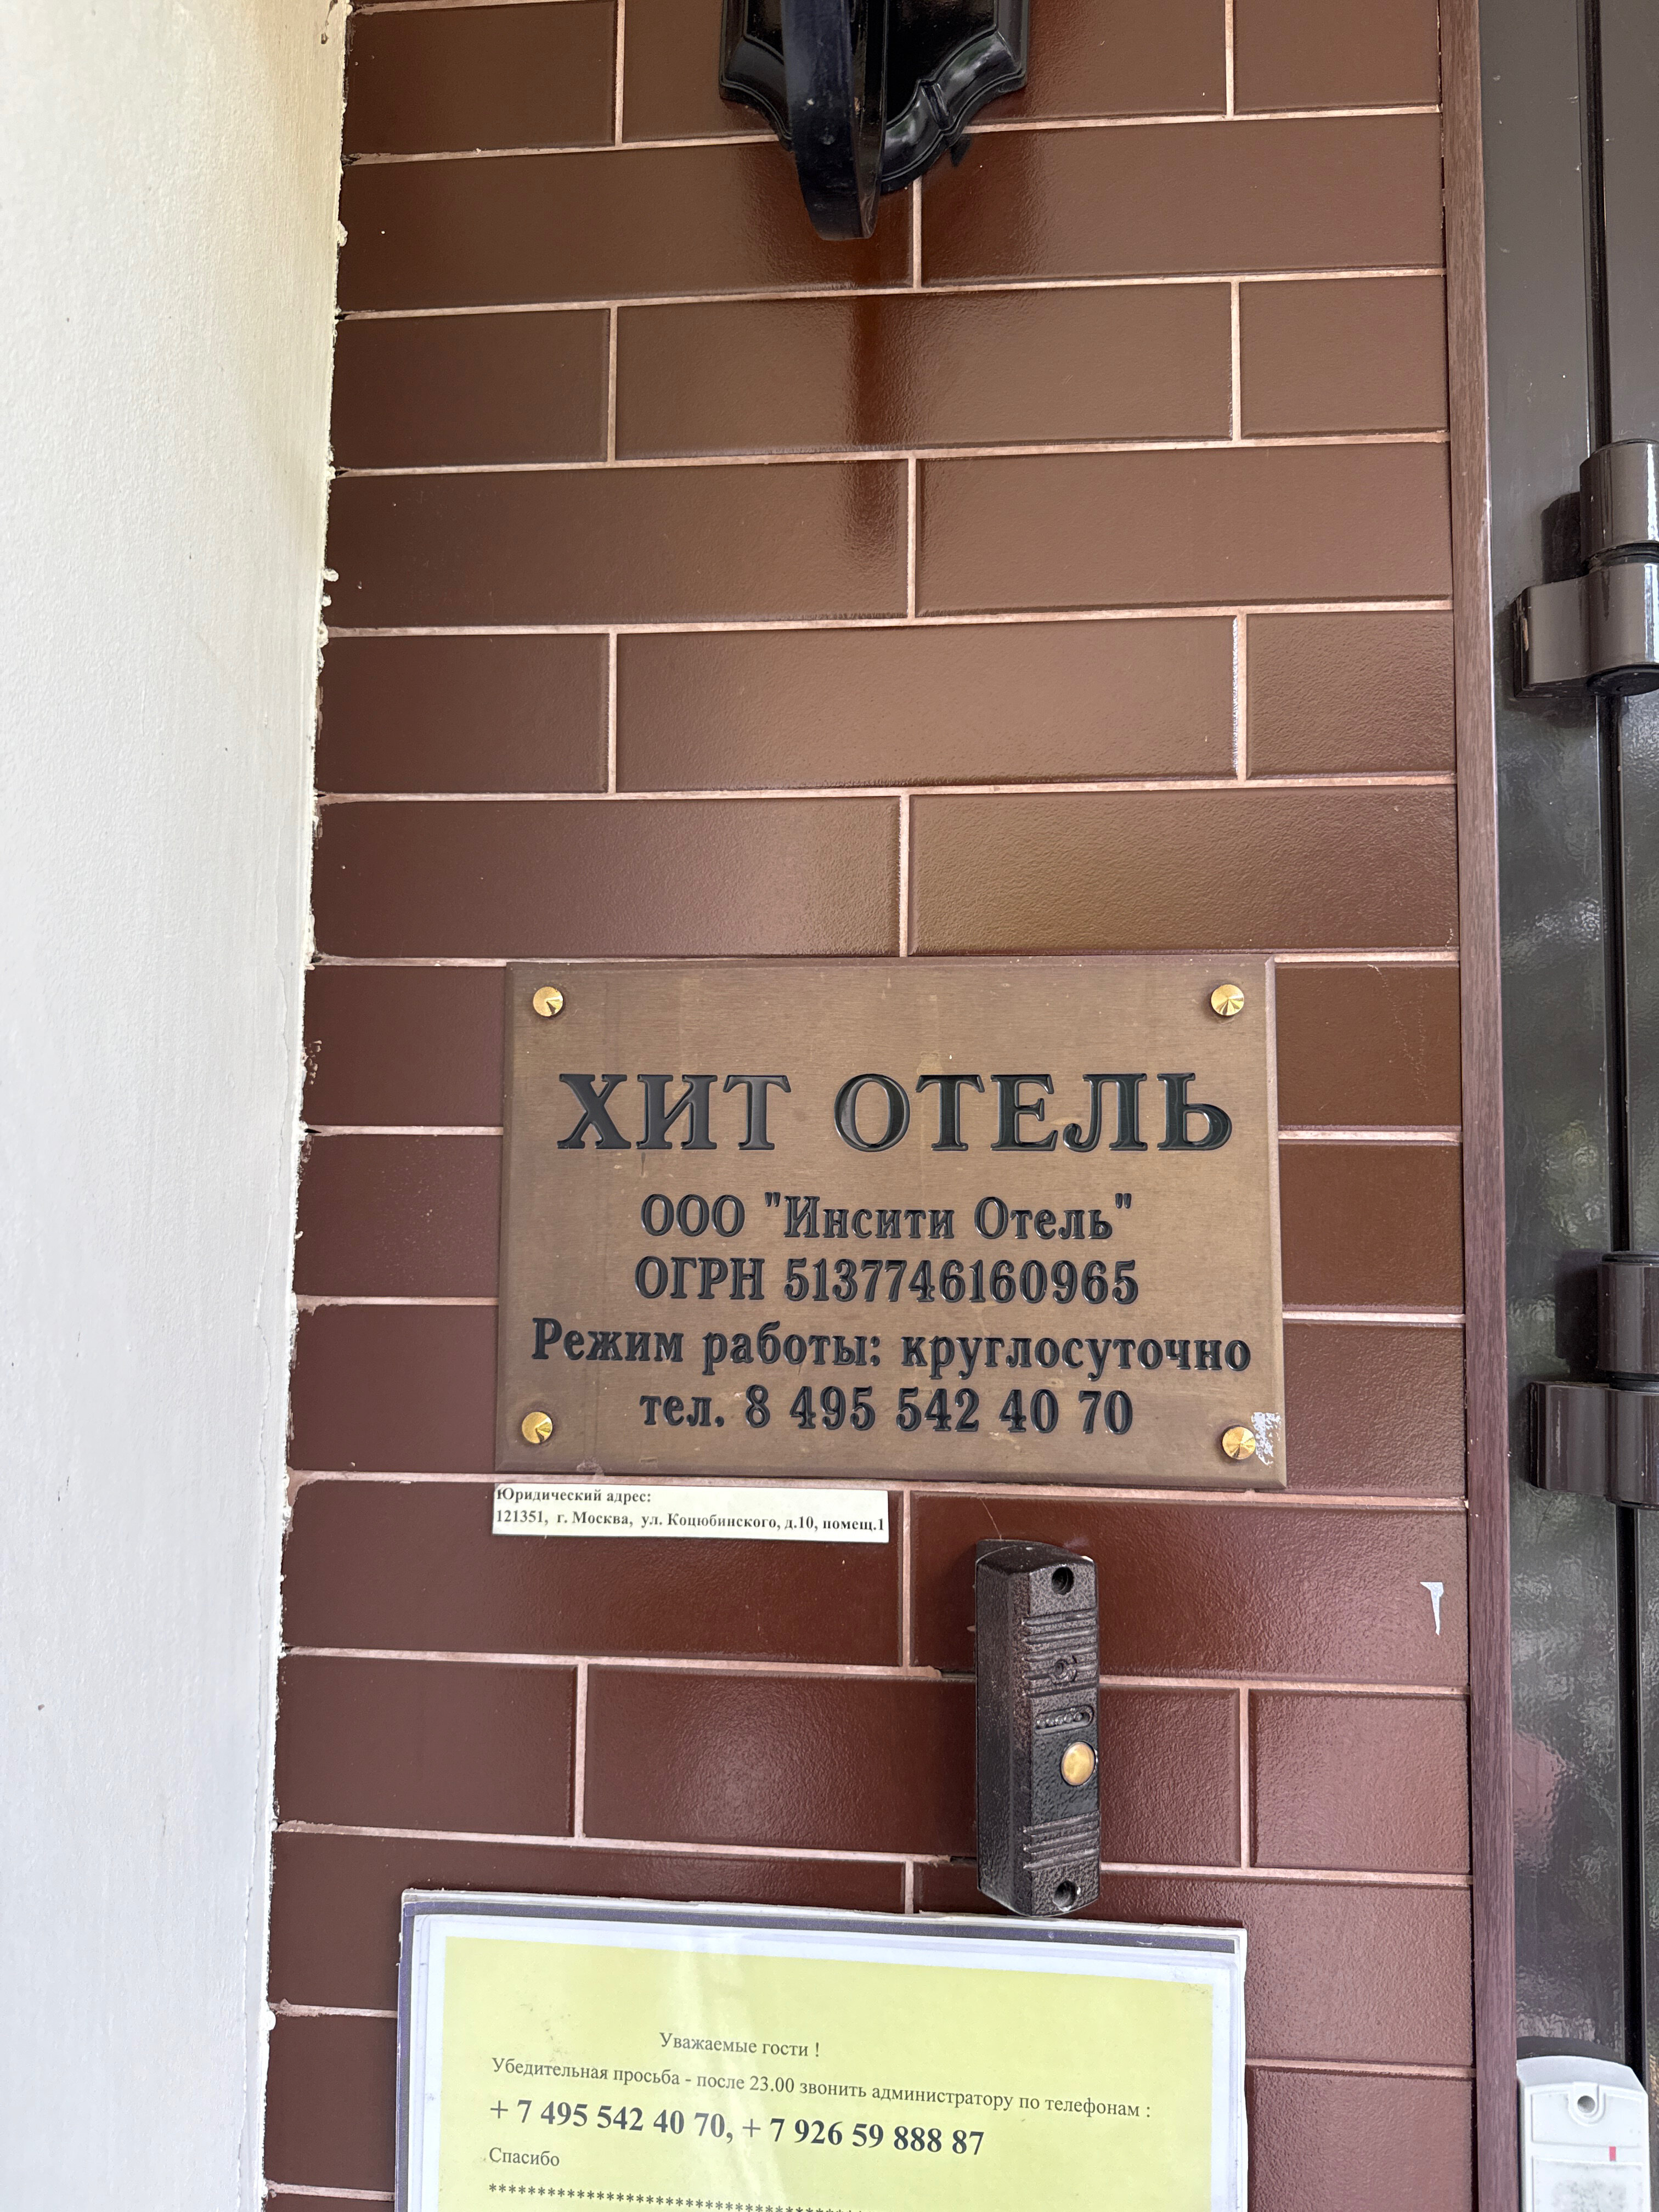 ХИТ ОТЕЛЬ
ООО "Инсити Отель"
ОГРН 5137746160965
Режим работы: круглосуточно
тел. 8 495 542 40 70
Юридический адрес:
121351, г. Москва, ул. Коцюбинского, д.10, помещ.1
Уважаемые гости !
Убедительная просьба - после 23.00 звонить администратору по телефонам :
+ 7 495 542 40 70, + 7 926 59 888 87
Спасибо
****************************************